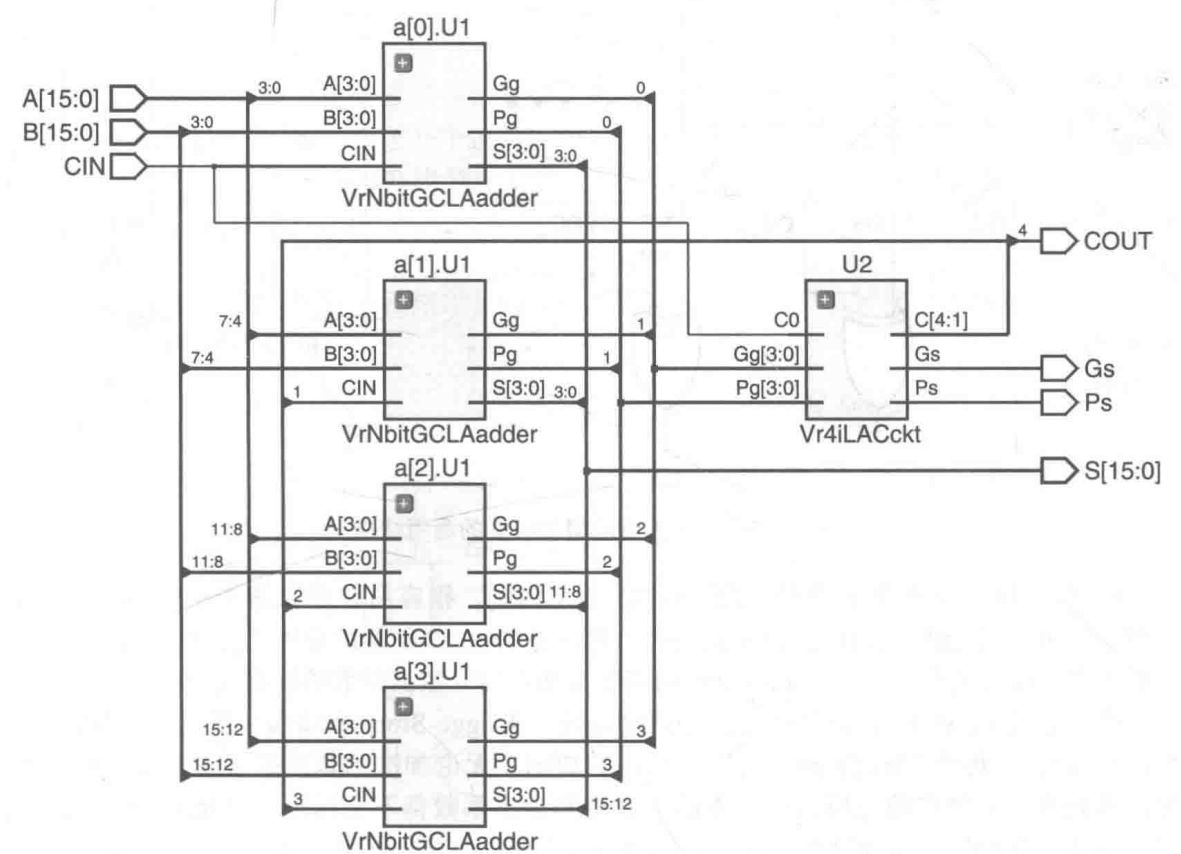 a[0].U1
A[15:0]
3:0
A[3:0]
Gg
0
B[15:0]
3:0
B[3:0]
Pg
0
CIN
CIN
S[3:0]
3:0
VrNbitGCLAadder
4
COUT
a[1].U1
U2
7:4
A[3:0]
Gg
1
C0
C[4:1]
7:4
B[3:0]
Pg
1
Gg[3:0]
Gs
Gs
1
CIN
S[3:0]
3:0
Pg[3:0]
Ps
Ps
VrNbitGCLAadder
Vr4iLACckt
a[2].U1
S[15:0]
11:8
A[3:0]
Gg
2
11:8
B[3:0]
Pg
2
2
CIN
S[3:0]
11:8
VrNbitGCLAadder
a[3].U1
15:12
A[3:0]
Gg
3
15:12
B[3:0]
Pg
3
3
CIN
S[3:0]
15:12
VrNbitGCLAadder